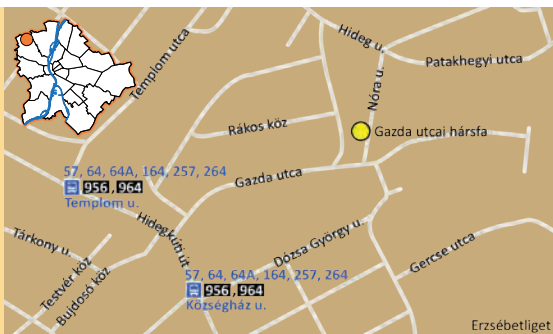 Templom utca
Hideg u.
Patakhegyi utca
Nóra u.
Rákos köz
Gazda utcai hársfa
57, 64, 64A, 164, 257, 264
956, 964
Templom u.
Gazda utca
Hidegkúti út
Tárkony u.
Testvér köz
Bujdosó köz
Dózsa György u.
Gercse utca
57, 64, 64A, 164, 257, 264
956, 964
Községház u.
Erzsébetliget